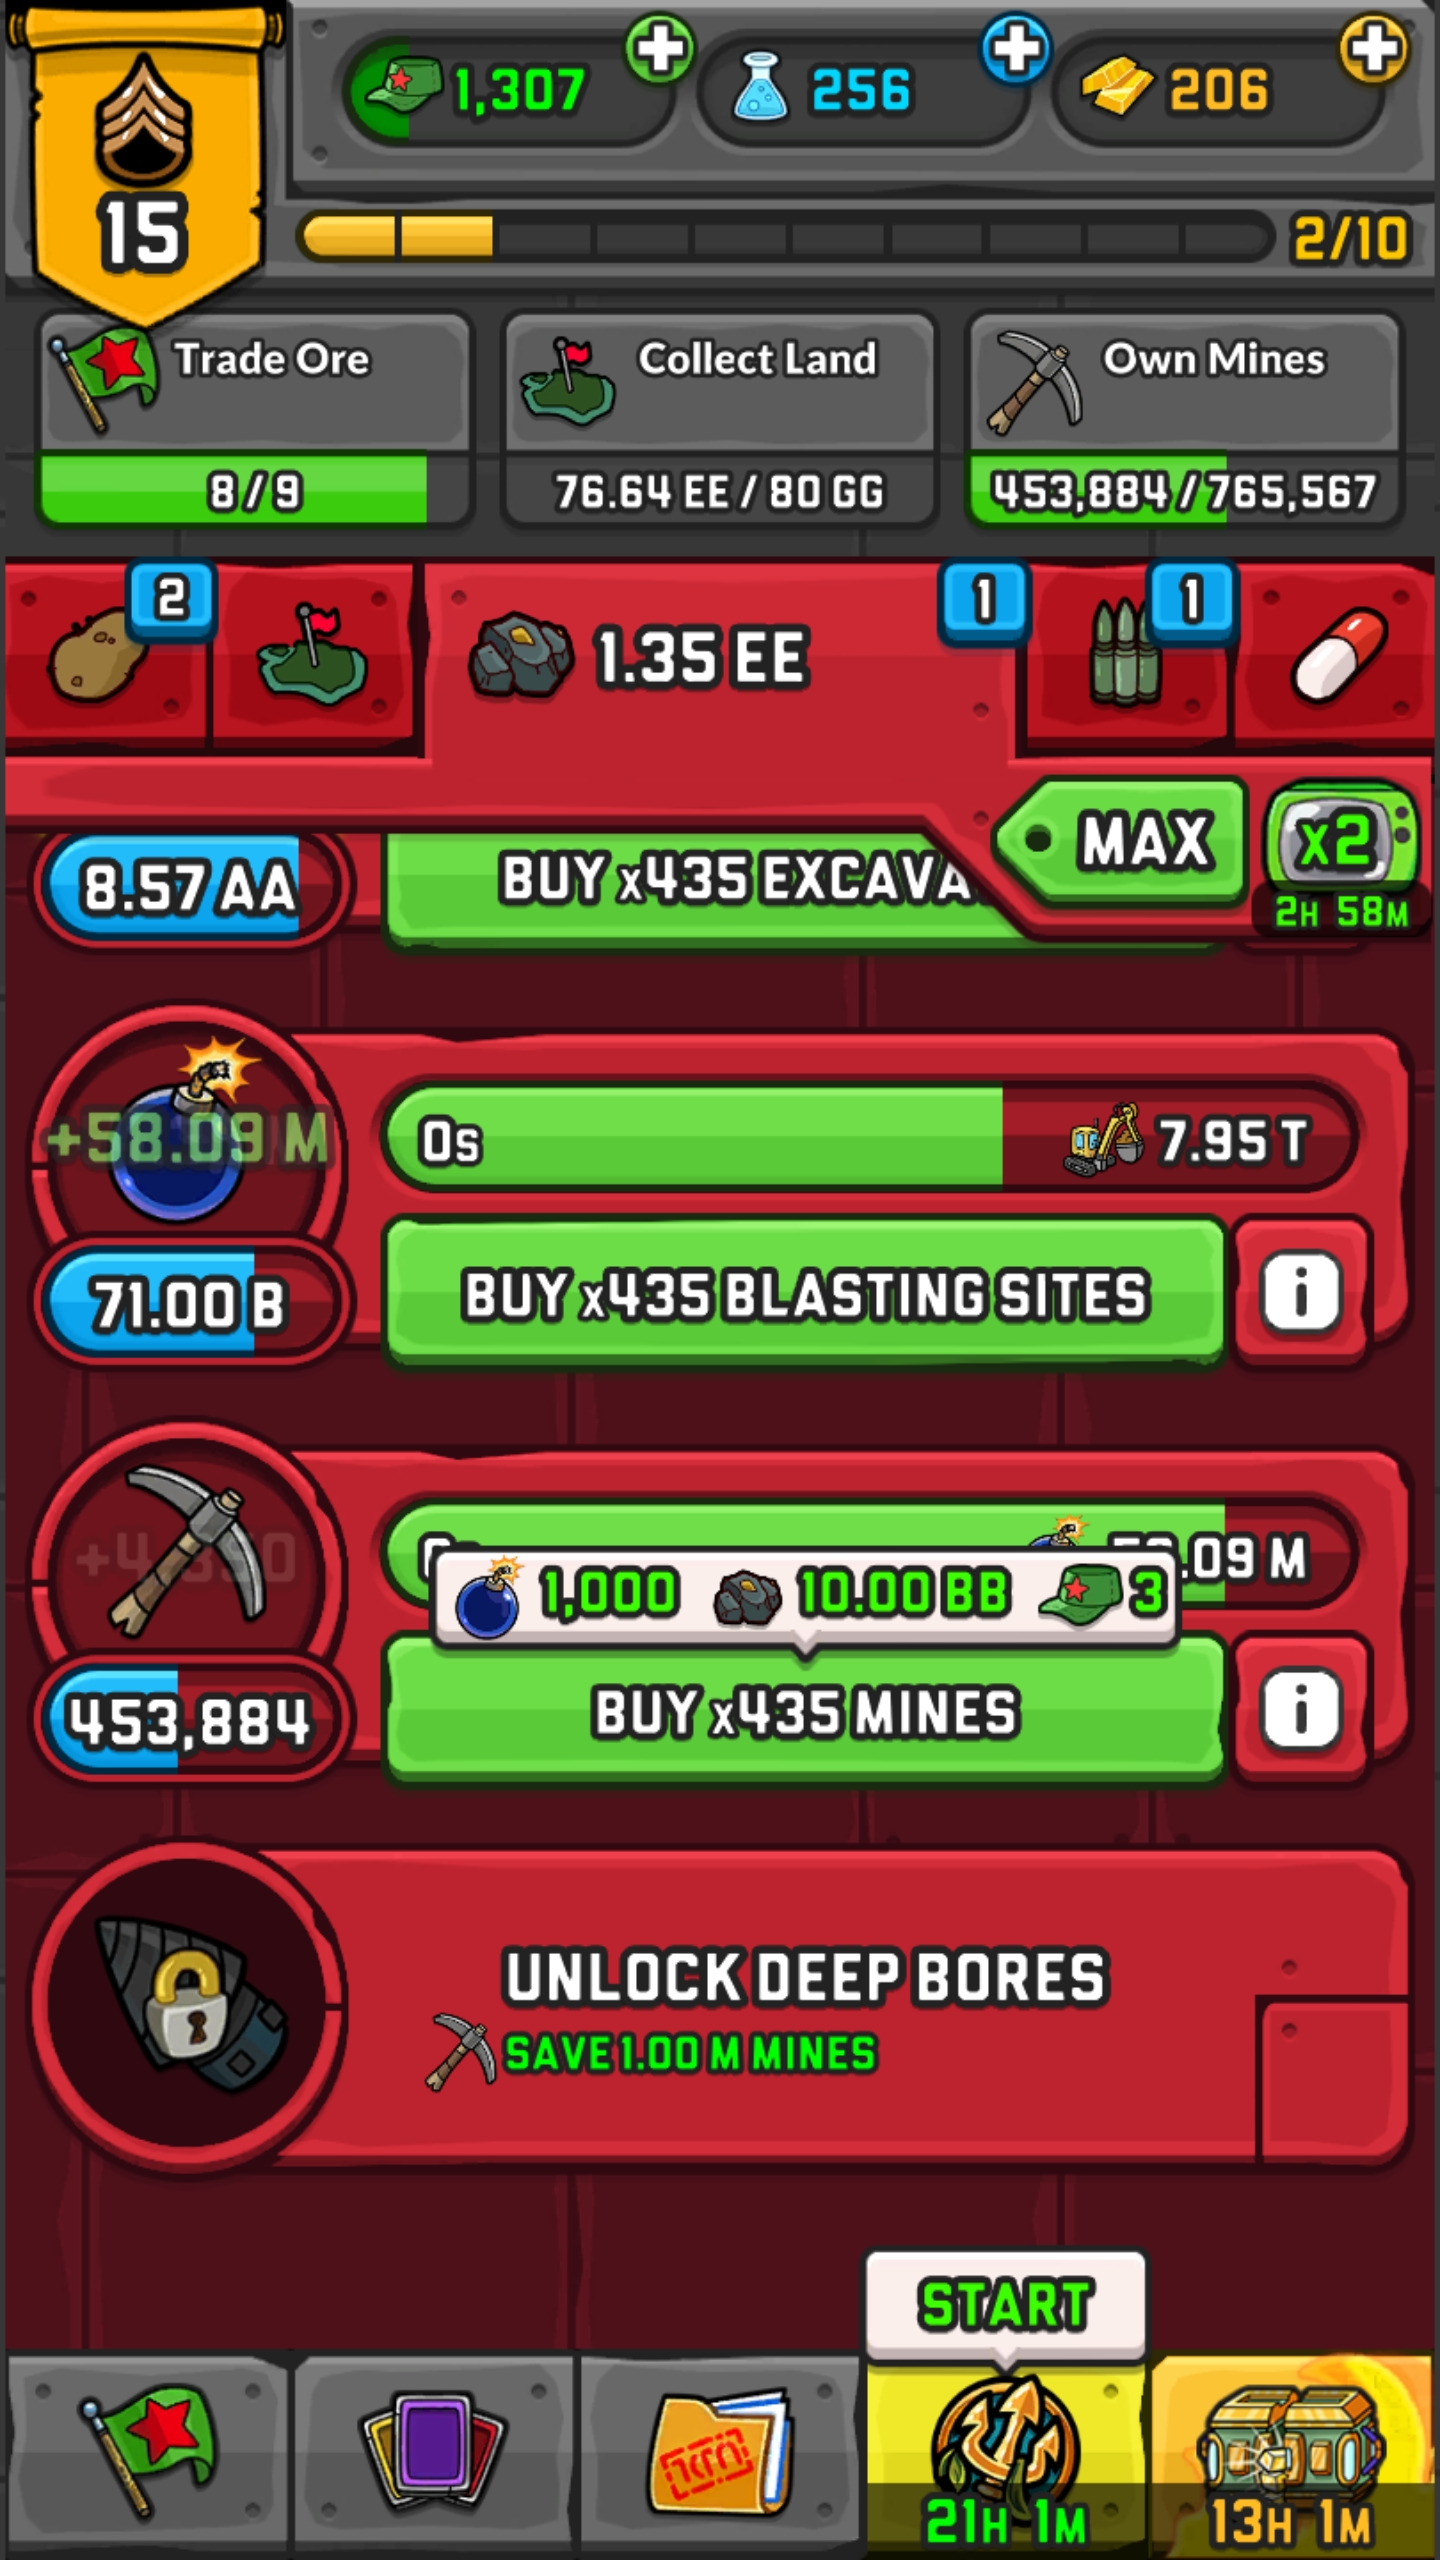 1,307
256
206
15
2/10
Trade Ore
Collect Land
Own Mines
8/9
76.64 EE / 80 GG
453,884 / 765,567
2
1.35 EE
1
1
MAX
x2
2H 58M
8.57 AA
BUY x435
+58.09 M
0s
7.95 T
71.00 B
BUY x435 BLASTING SITES
i
.09 M
1,000
10.00 BB
3
453,884
BUY x435 MINES
i
UNLOCK DEEP BORES
SAVE 1.00 M MINES
START
21H 1M
13H 1M